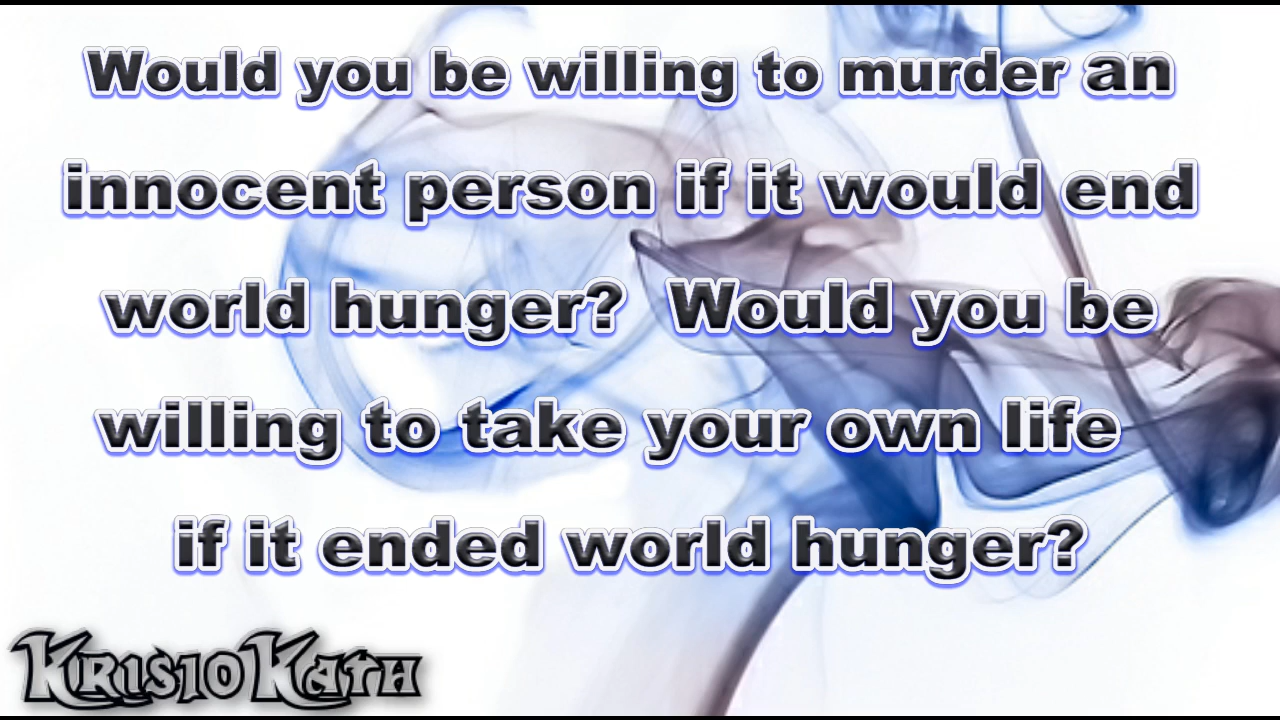 Would you be willing to murder an
innocent person if it would end
world hunger? Would you be
willing to take your own life
if it ended world hunger?
Kris10Kath